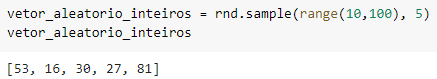 vetor_aleatorio_inteiros = rnd.sample(range(10,100), 5)
vetor_aleatorio_inteiros
[53, 16, 30, 27, 81]